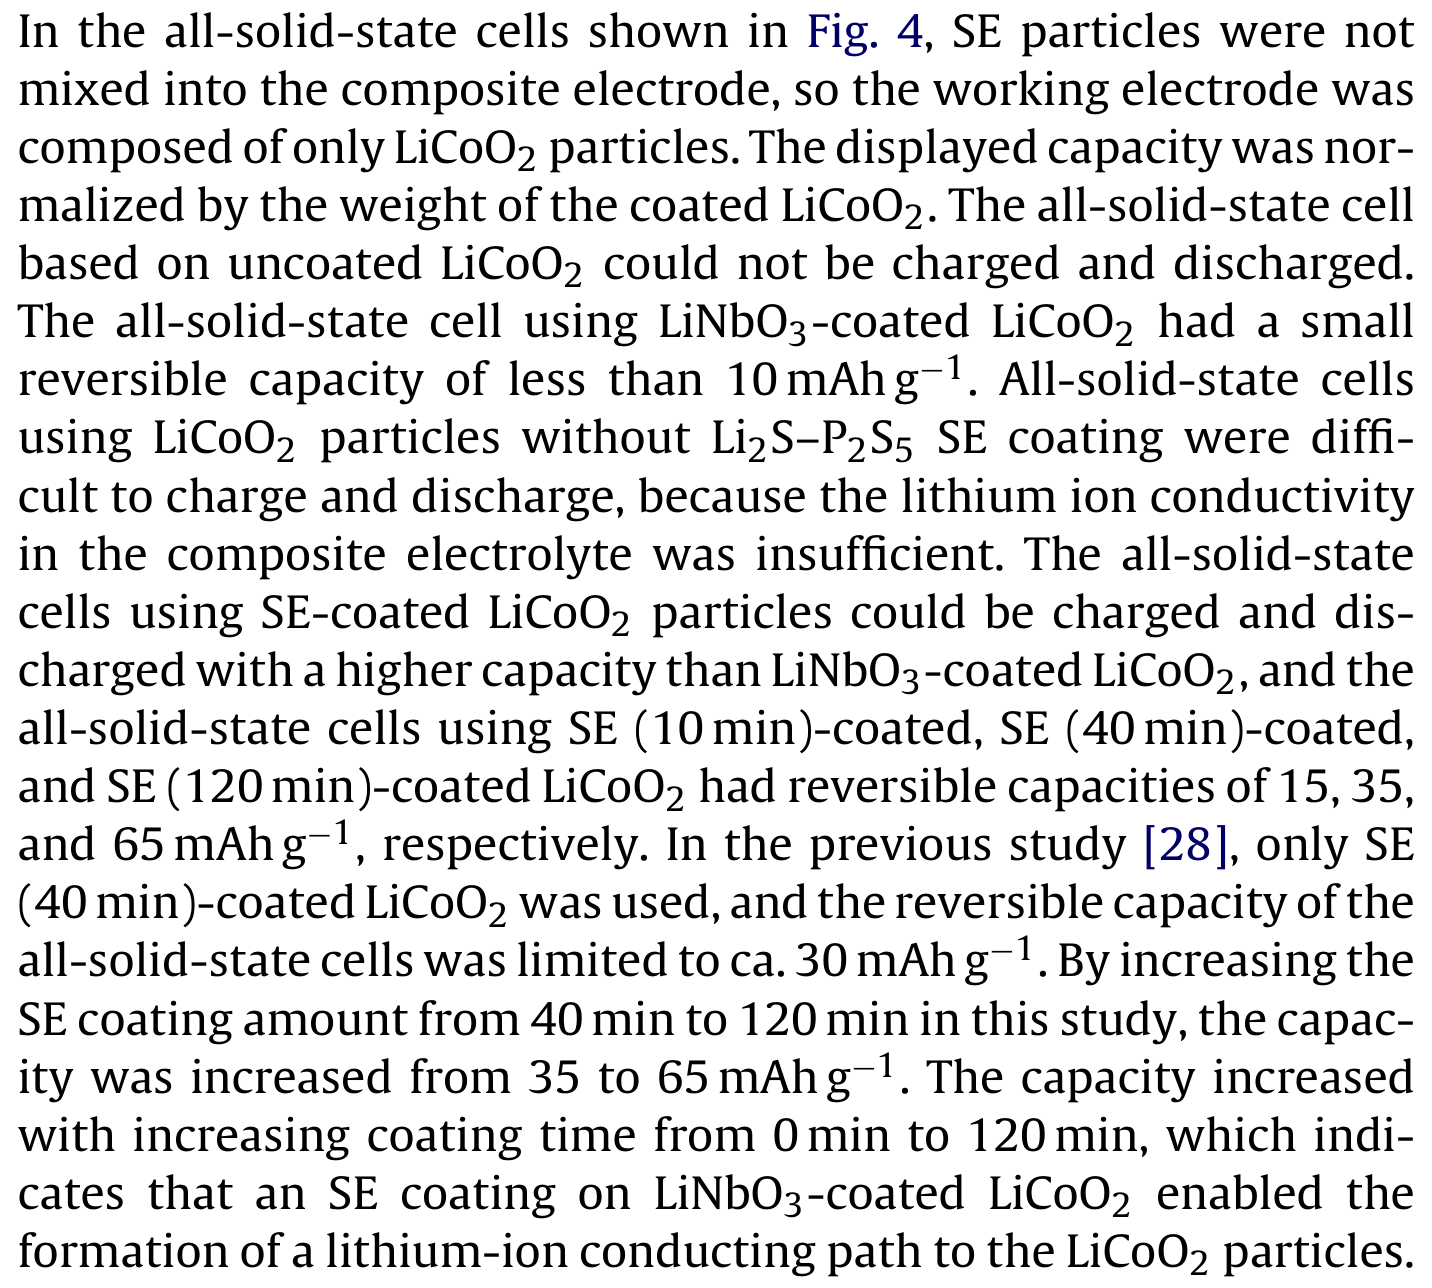 In the all-solid-state cells shown in Fig. 4, SE particles were not
mixed into the composite electrode, so the working electrode was
composed of only LiCoO₂ particles. The displayed capacity was nor-
malized by the weight of the coated LiCoO₂. The all-solid-state cell
based on uncoated LiCoO₂ could not be charged and discharged.
The all-solid-state cell using LiNbO₃-coated LiCoO₂ had a small
reversible capacity of less than 10 mAh g⁻¹. All-solid-state cells
using LiCoO₂ particles without Li₂S–P₂S₅ SE coating were diffi-
cult to charge and discharge, because the lithium ion conductivity
in the composite electrolyte was insufficient. The all-solid-state
cells using SE-coated LiCoO₂ particles could be charged and dis-
charged with a higher capacity than LiNbO₃-coated LiCoO₂, and the
all-solid-state cells using SE (10 min)-coated, SE (40 min)-coated,
and SE (120 min)-coated LiCoO₂ had reversible capacities of 15, 35,
and 65 mAh g⁻¹, respectively. In the previous study [28], only SE
(40 min)-coated LiCoO₂ was used, and the reversible capacity of the
all-solid-state cells was limited to ca. 30 mAh g⁻¹. By increasing the
SE coating amount from 40 min to 120 min in this study, the capac-
ity was increased from 35 to 65 mAh g⁻¹. The capacity increased
with increasing coating time from 0 min to 120 min, which indi-
cates that an SE coating on LiNbO₃-coated LiCoO₂ enabled the
formation of a lithium-ion conducting path to the LiCoO₂ particles.